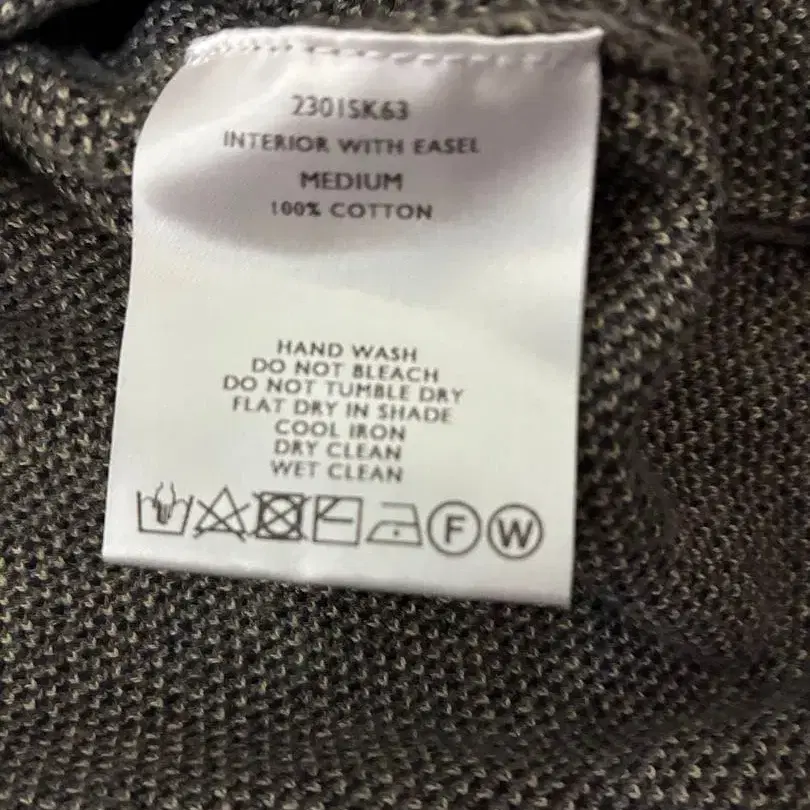 2301SK63
INTERIOR WITH EASEL
MEDIUM
100% COTTON
HAND WASH
DO NOT BLEACH
DO NOT TUMBLE DRY
FLAT DRY IN SHADE
COOL IRON
DRY CLEAN
WET CLEAN
F W